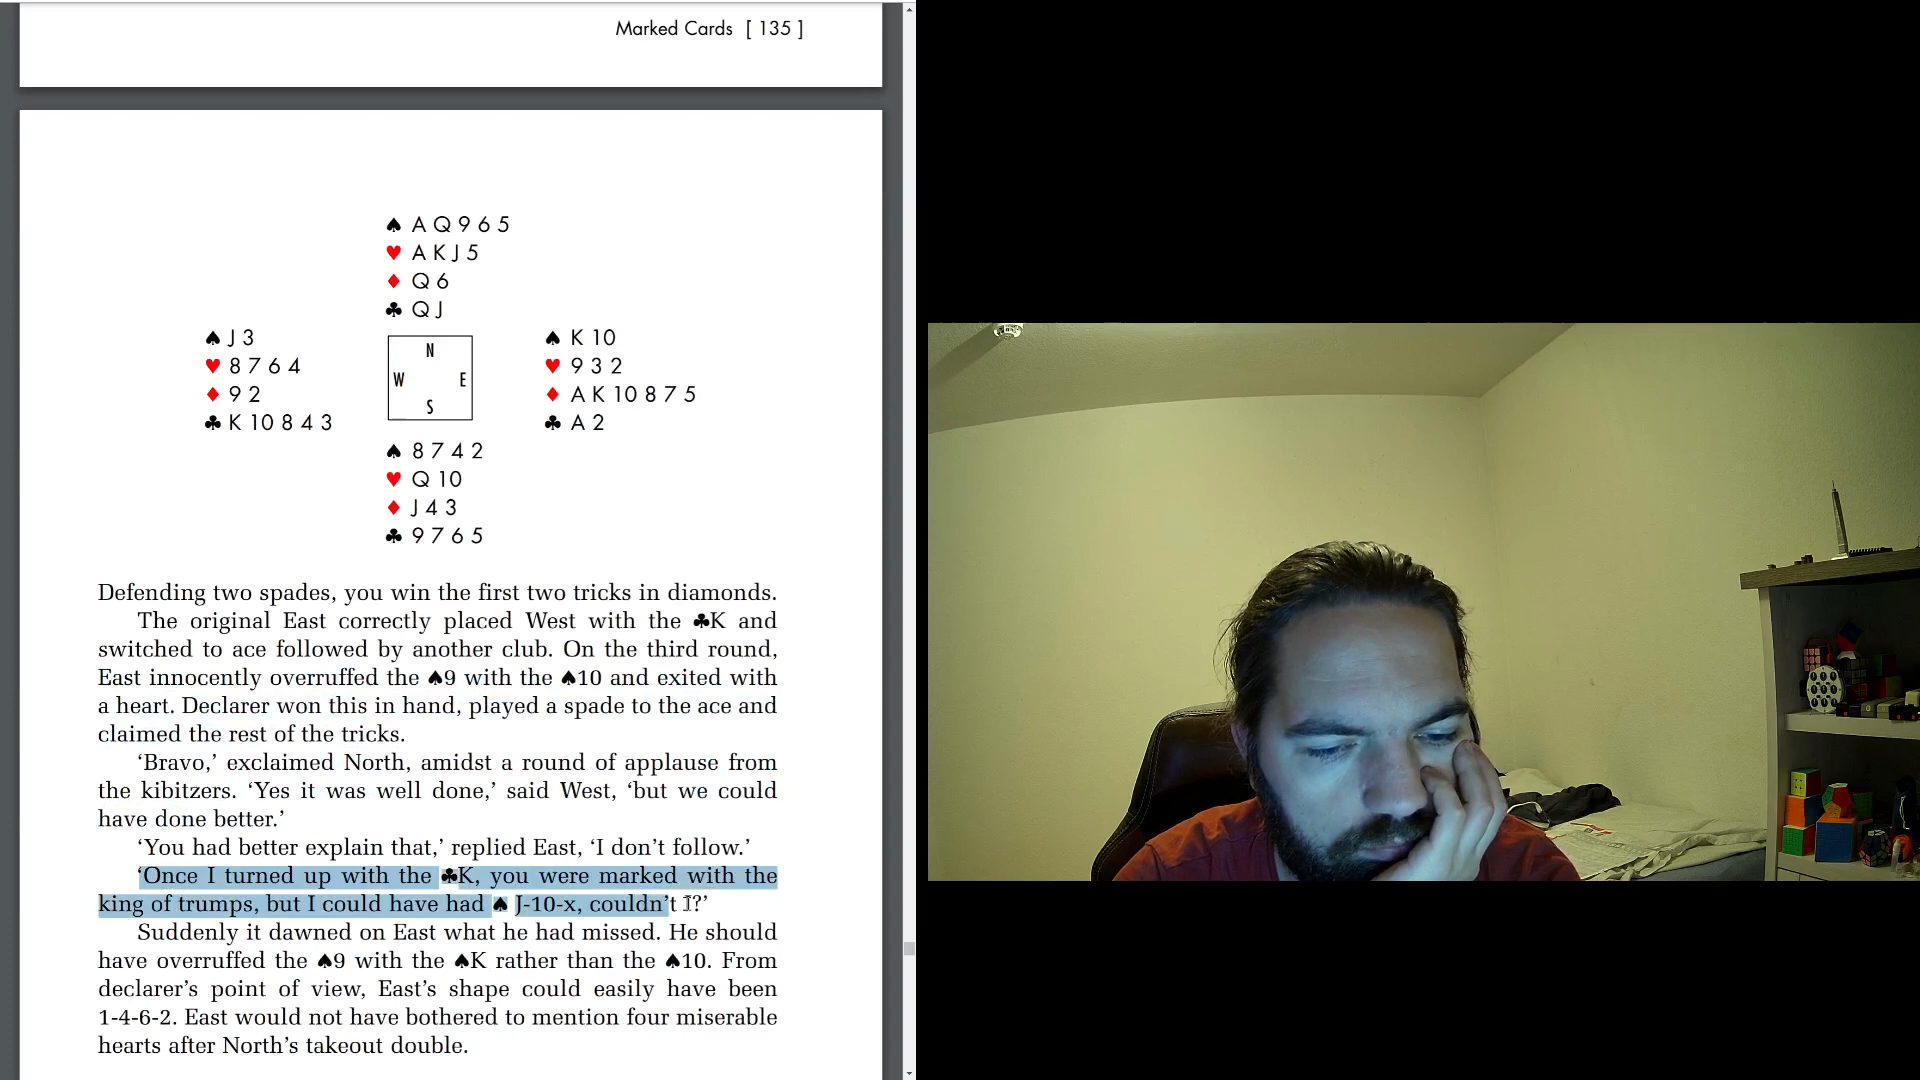 Marked Cards [ 135 ]
♠ A Q 9 6 5
♥ A K J 5
♦ Q 6
♣ Q J
♠ J 3
♥ 8 7 6 4
♦ 9 2
♣ K 10 8 4 3
N
W E
S
♠ K 10
♥ 9 3 2
♦ A K 10 8 7 5
♣ A 2
♠ 8 7 4 2
♥ Q 10
♦ J 4 3
♣ 9 7 6 5
Defending two spades, you win the first two tricks in diamonds.
The original East correctly placed West with the ♣K and
switched to ace followed by another club. On the third round,
East innocently overruffed the ♠9 with the ♠10 and exited with
a heart. Declarer won this in hand, played a spade to the ace and
claimed the rest of the tricks.
‘Bravo,’ exclaimed North, amidst a round of applause from
the kibitzers. ‘Yes it was well done,’ said West, ‘but we could
have done better.’
‘You had better explain that,’ replied East, ‘I don’t follow.’
‘Once I turned up with the ♣K, you were marked with the
king of trumps, but I could have had ♠ J-10-x, couldn’t I?’
Suddenly it dawned on East what he had missed. He should
have overruffed the ♠9 with the ♠K rather than the ♠10. From
declarer’s point of view, East’s shape could easily have been
1-4-6-2. East would not have bothered to mention four miserable
hearts after North’s takeout double.